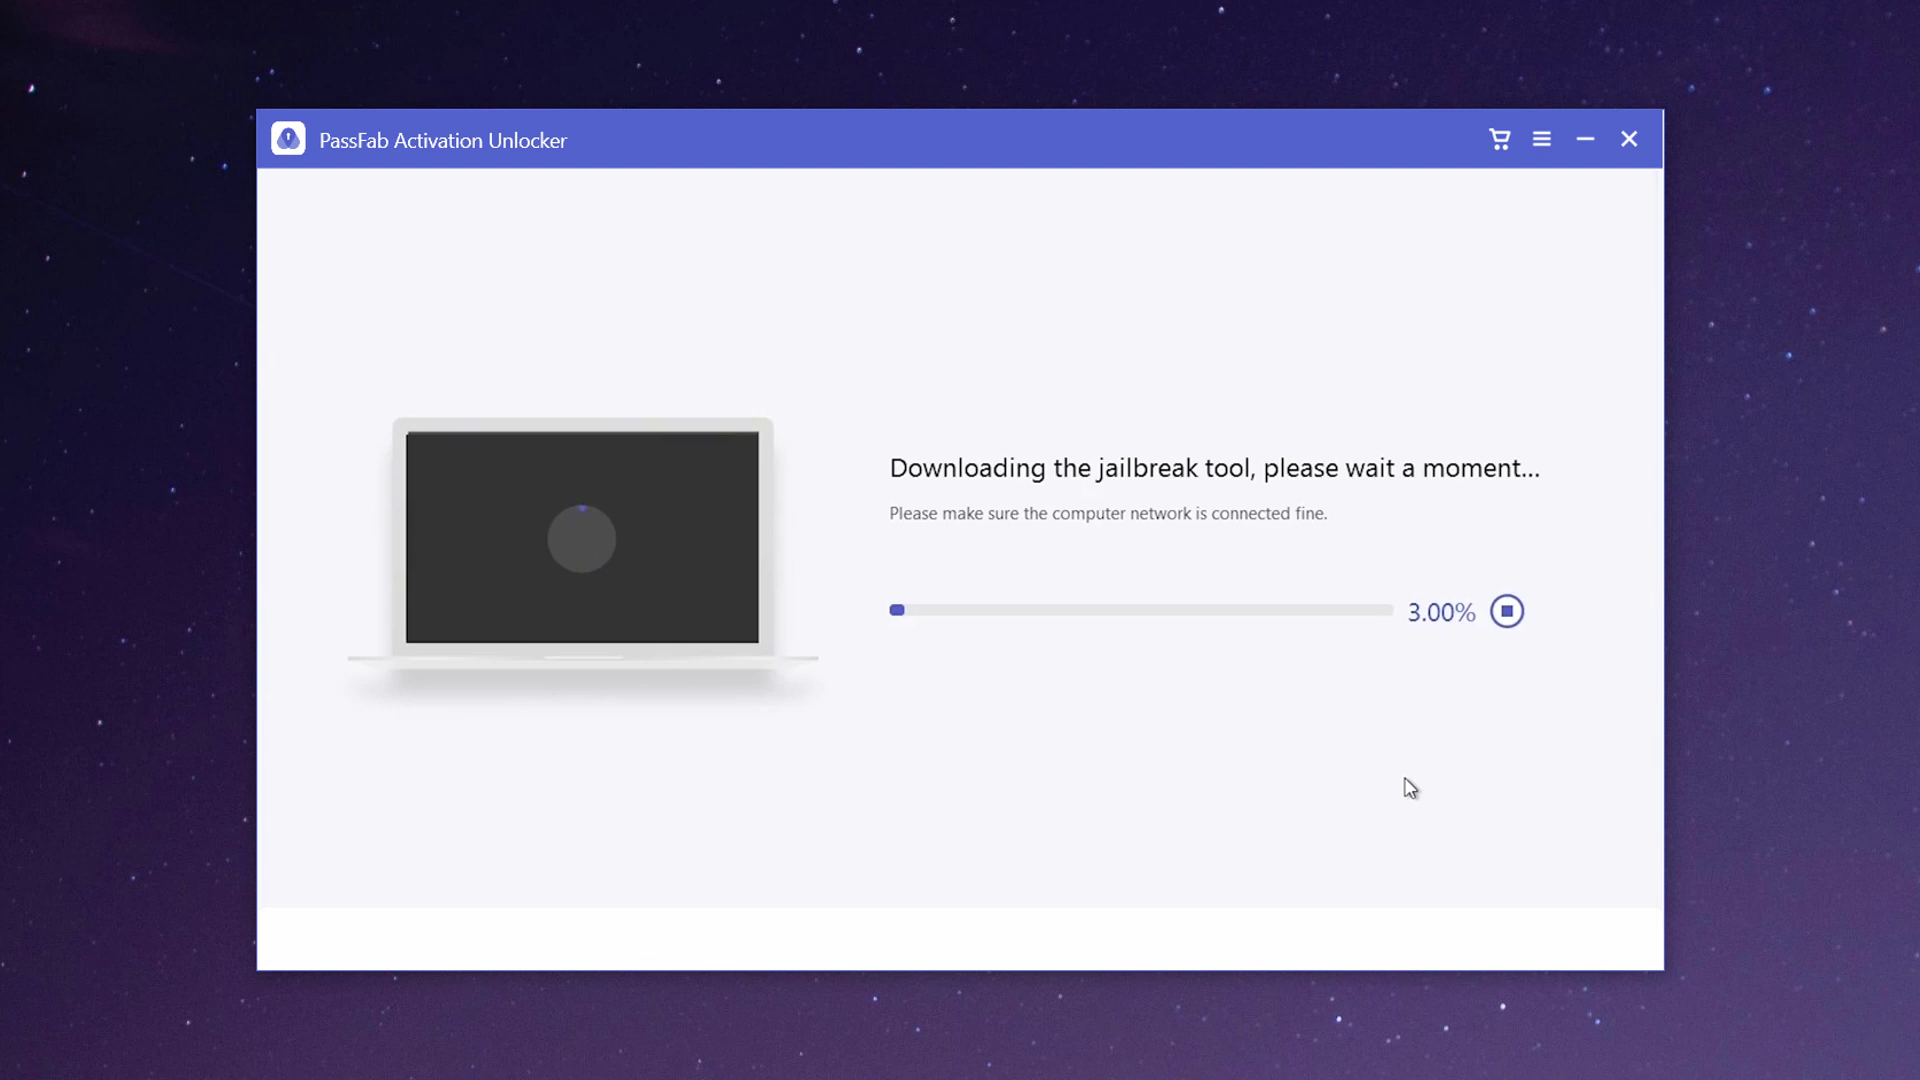 PassFab Activation Unlocker
Downloading the jailbreak tool, please wait a moment...
Please make sure the computer network is connected fine.
3.00%